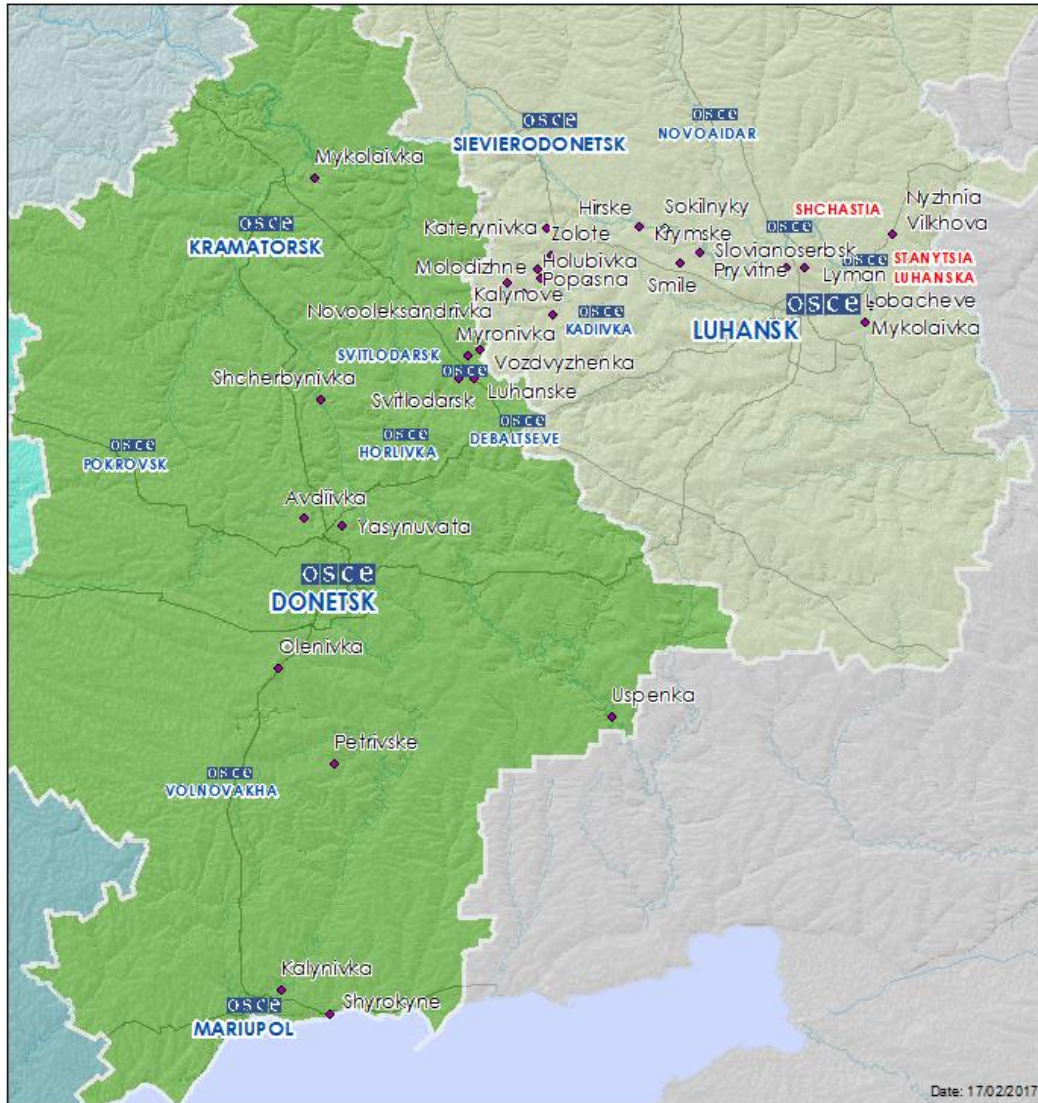 osce
SIEVIERODONETSK
osce
NOVOAIDAR
Mykolaivka
osce
KRAMATORSK
Katerynivka
Zolote
Hirske
Sokilnyky
Krymske
osce
SHCHASTIA
Nyzhnia
Vilkhova
Slovianoserbsk
Pryvitne
Lyman
osce
STANYTSIA
LUHANSKA
Molodizhne
Holubivka
Popasna
Kalynove
Smile
osce
LUHANSK
Lobacheve
Mykolaivka
Novooleksandrivka
osce
KADIIVKA
Myronivka
SVITLODARSK
osce
Vozdvyzhenka
Svitlodarsk
Luhanske
Shcherbynivka
osce
DEBALTSEVE
osce
HORLIVKA
osce
POKROVSK
Avdiivka
Yasynuvata
osce
DONETSK
Olenivka
Uspenka
Petrivske
osce
VOLNOVAKHA
Kalynivka
osce
MARIUPOL
Shyrokyne
Date: 17/02/2017